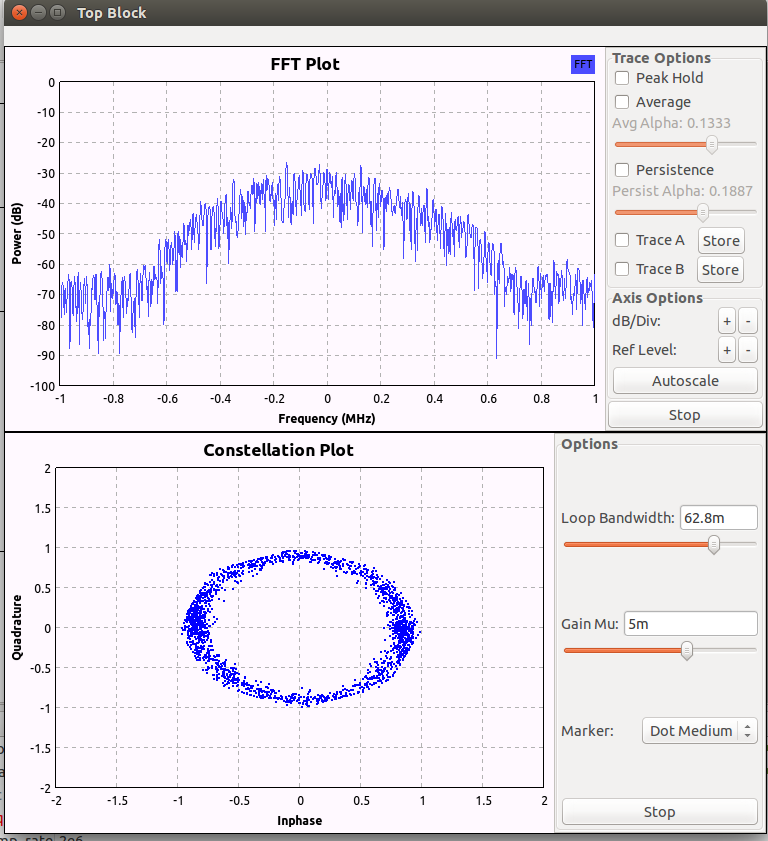 Top Block
FFT Plot
FFT
0
-10
-20
-30
-40
-50
-60
-70
-80
-90
-100
Power (dB)
-1 -0.8 -0.6 -0.4 -0.2 0 0.2 0.4 0.6 0.8 1
Frequency (MHz)
Trace Options
Peak Hold
Average
Avg Alpha: 0.1333
Persistence
Persist Alpha: 0.1887
Trace A Store
Trace B Store
Axis Options
dB/Div: + -
Ref Level: + -
Autoscale
Stop
Constellation Plot
2
1.5
1
0.5
0
-0.5
-1
-1.5
-2
Quadrature
-2 -1.5 -1 -0.5 0 0.5 1 1.5 2
Inphase
Options
Loop Bandwidth: 62.8m
Gain Mu: 5m
Marker: Dot Medium
Stop